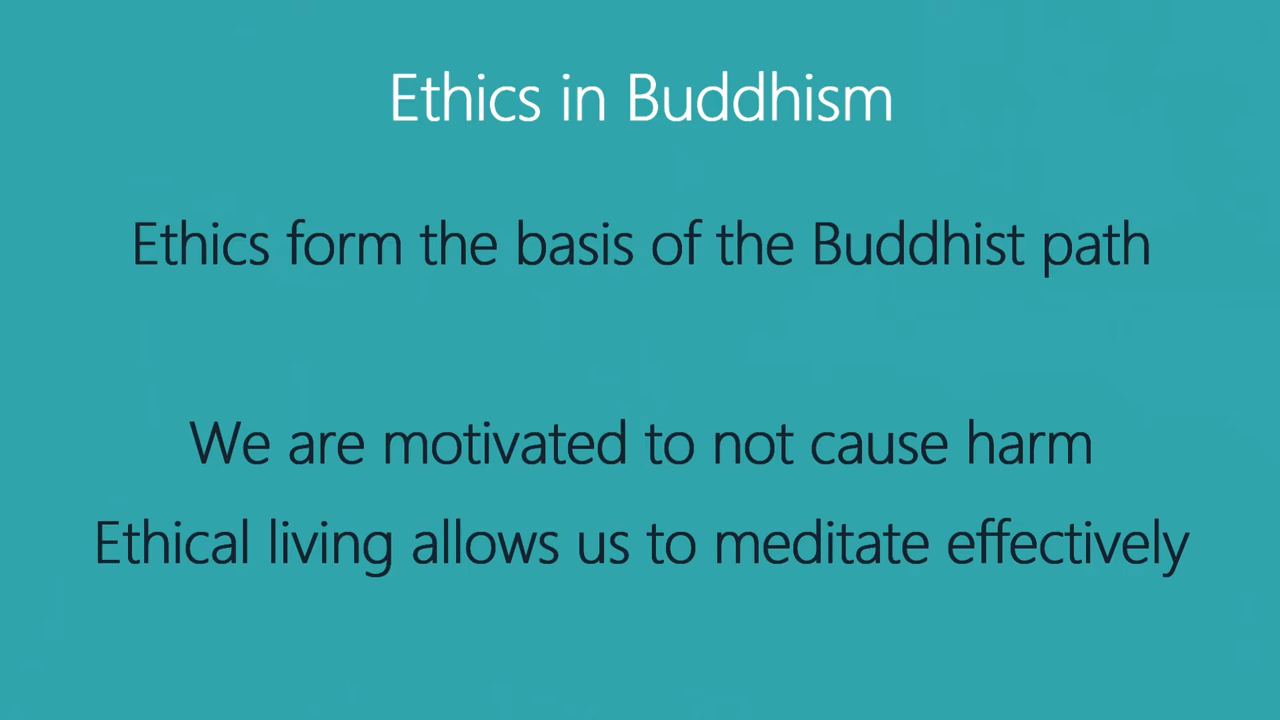 Ethics in Buddhism
Ethics form the basis of the Buddhist path
We are motivated to not cause harm
Ethical living allows us to meditate effectively